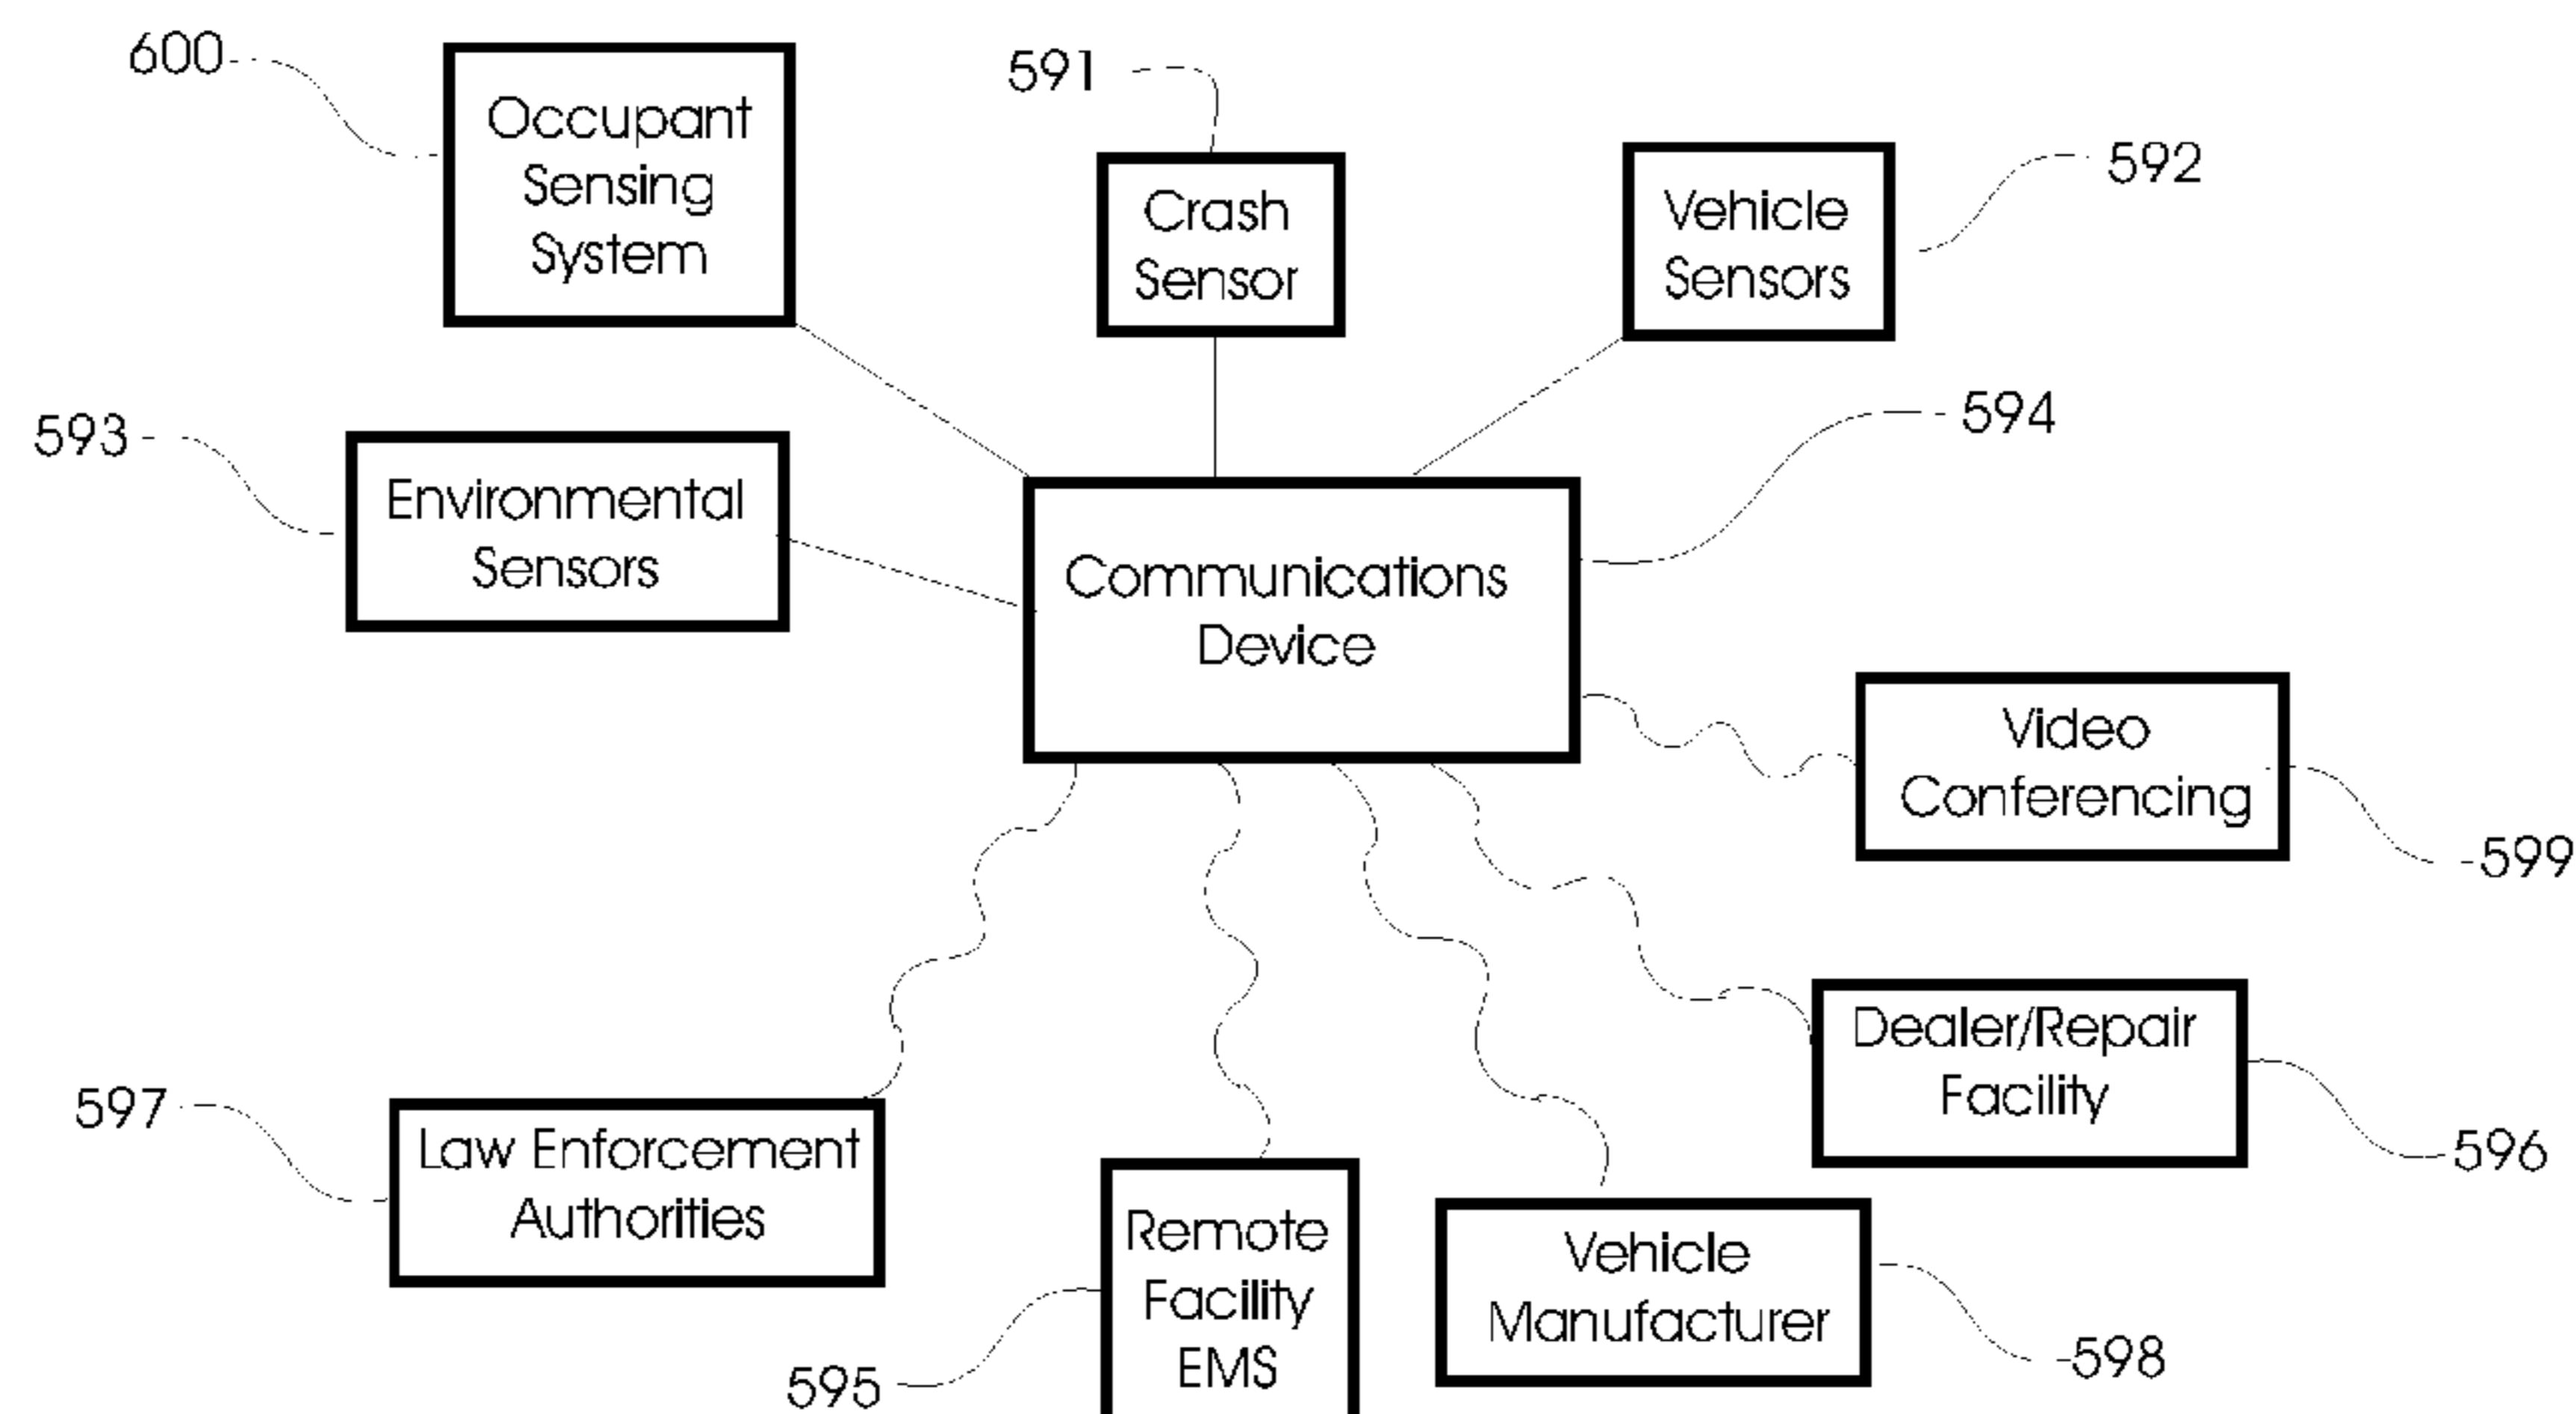 600
Occupant
Sensing
System
591
Crash
Sensor
Vehicle
Sensors
592
593
Environmental
Sensors
594
Communications
Device
Video
Conferencing
599
Dealer/Repair
Facility
596
597
Law Enforcement
Authorities
Remote
Facility
EMS
595
Vehicle
Manufacturer
598